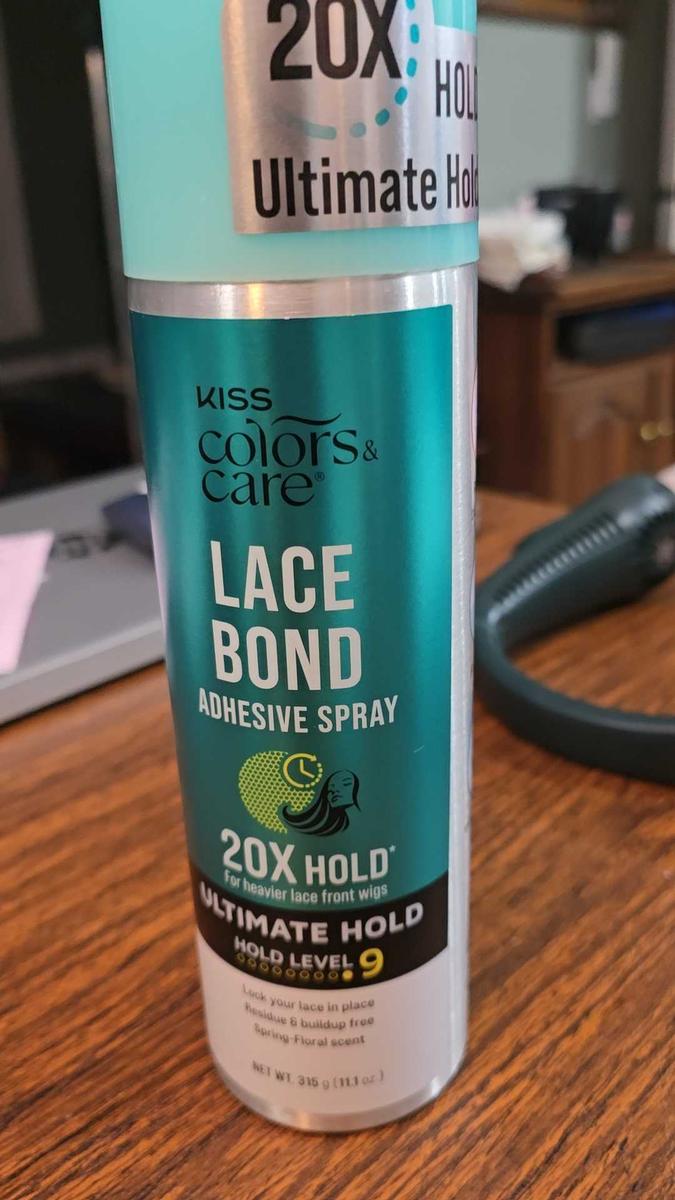 20X
HOLD
Ultimate Hold
KISS
colors &
care®
LACE
BOND
ADHESIVE SPRAY
20X HOLD*
For heavier lace front wigs
ULTIMATE HOLD
HOLD LEVEL 9
Lock your lace in place
Residue & buildup free
Spring-Floral scent
NET WT. 315 g (11.1 oz)